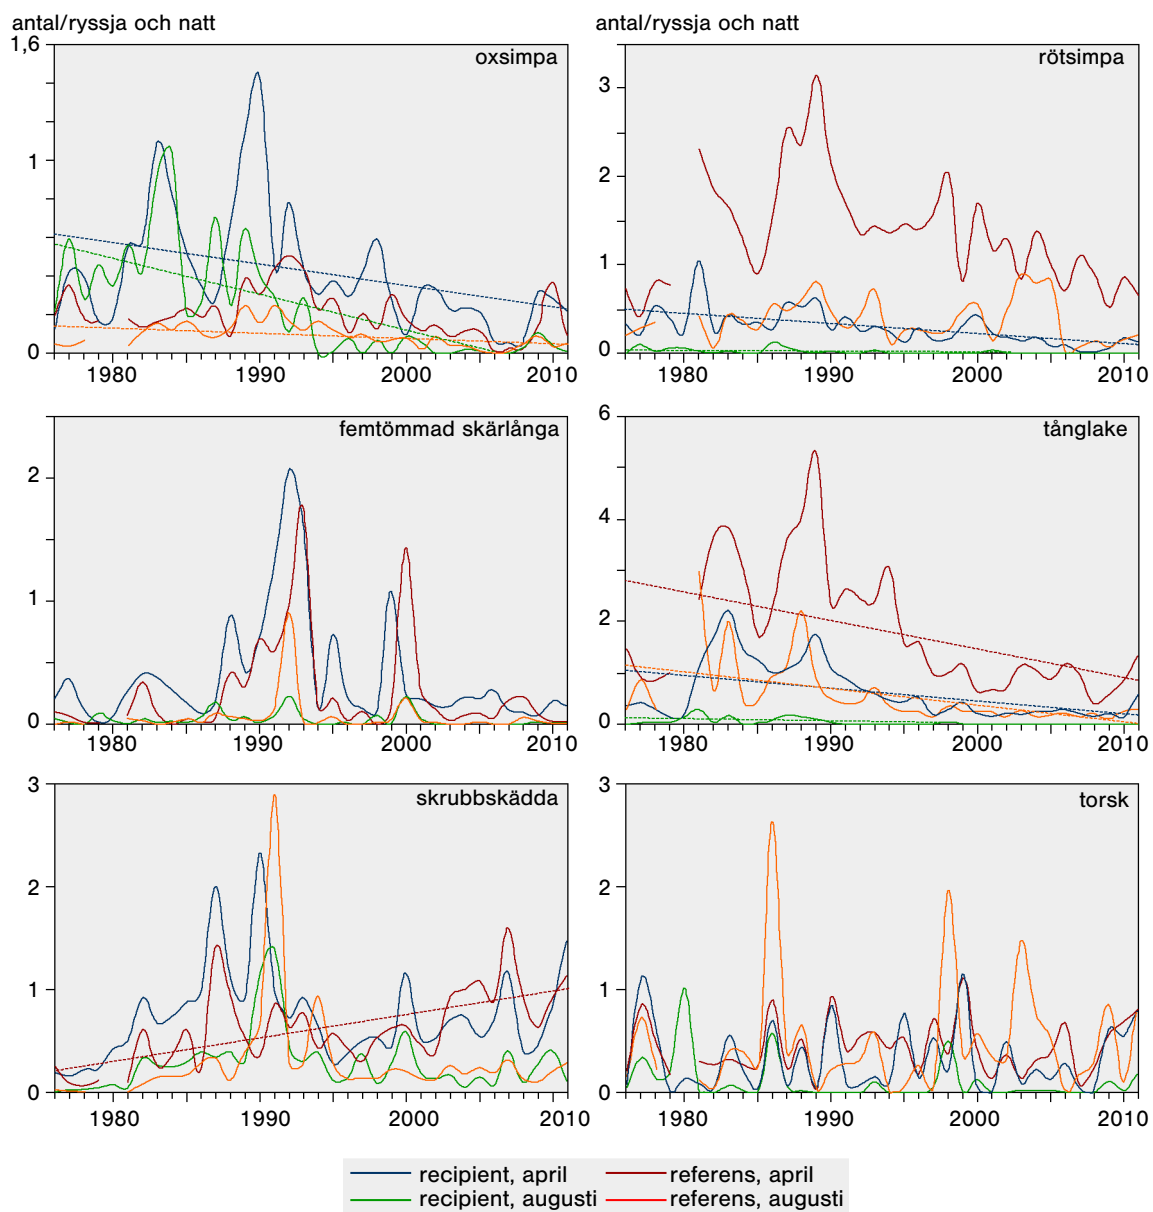 antal/ryssja och natt
antal/ryssja och natt
1,6
1
0
oxsimpa
1980 1990 2000 2010
3
2
1
0
rötsimpa
1980 1990 2000 2010
2
1
0
femtömmad skärlånga
1980 1990 2000 2010
6
4
2
0
tånglake
1980 1990 2000 2010
3
2
1
0
skrubbskädda
1980 1990 2000 2010
3
2
1
0
torsk
1980 1990 2000 2010
recipient, april
referens, april
recipient, augusti
referens, augusti